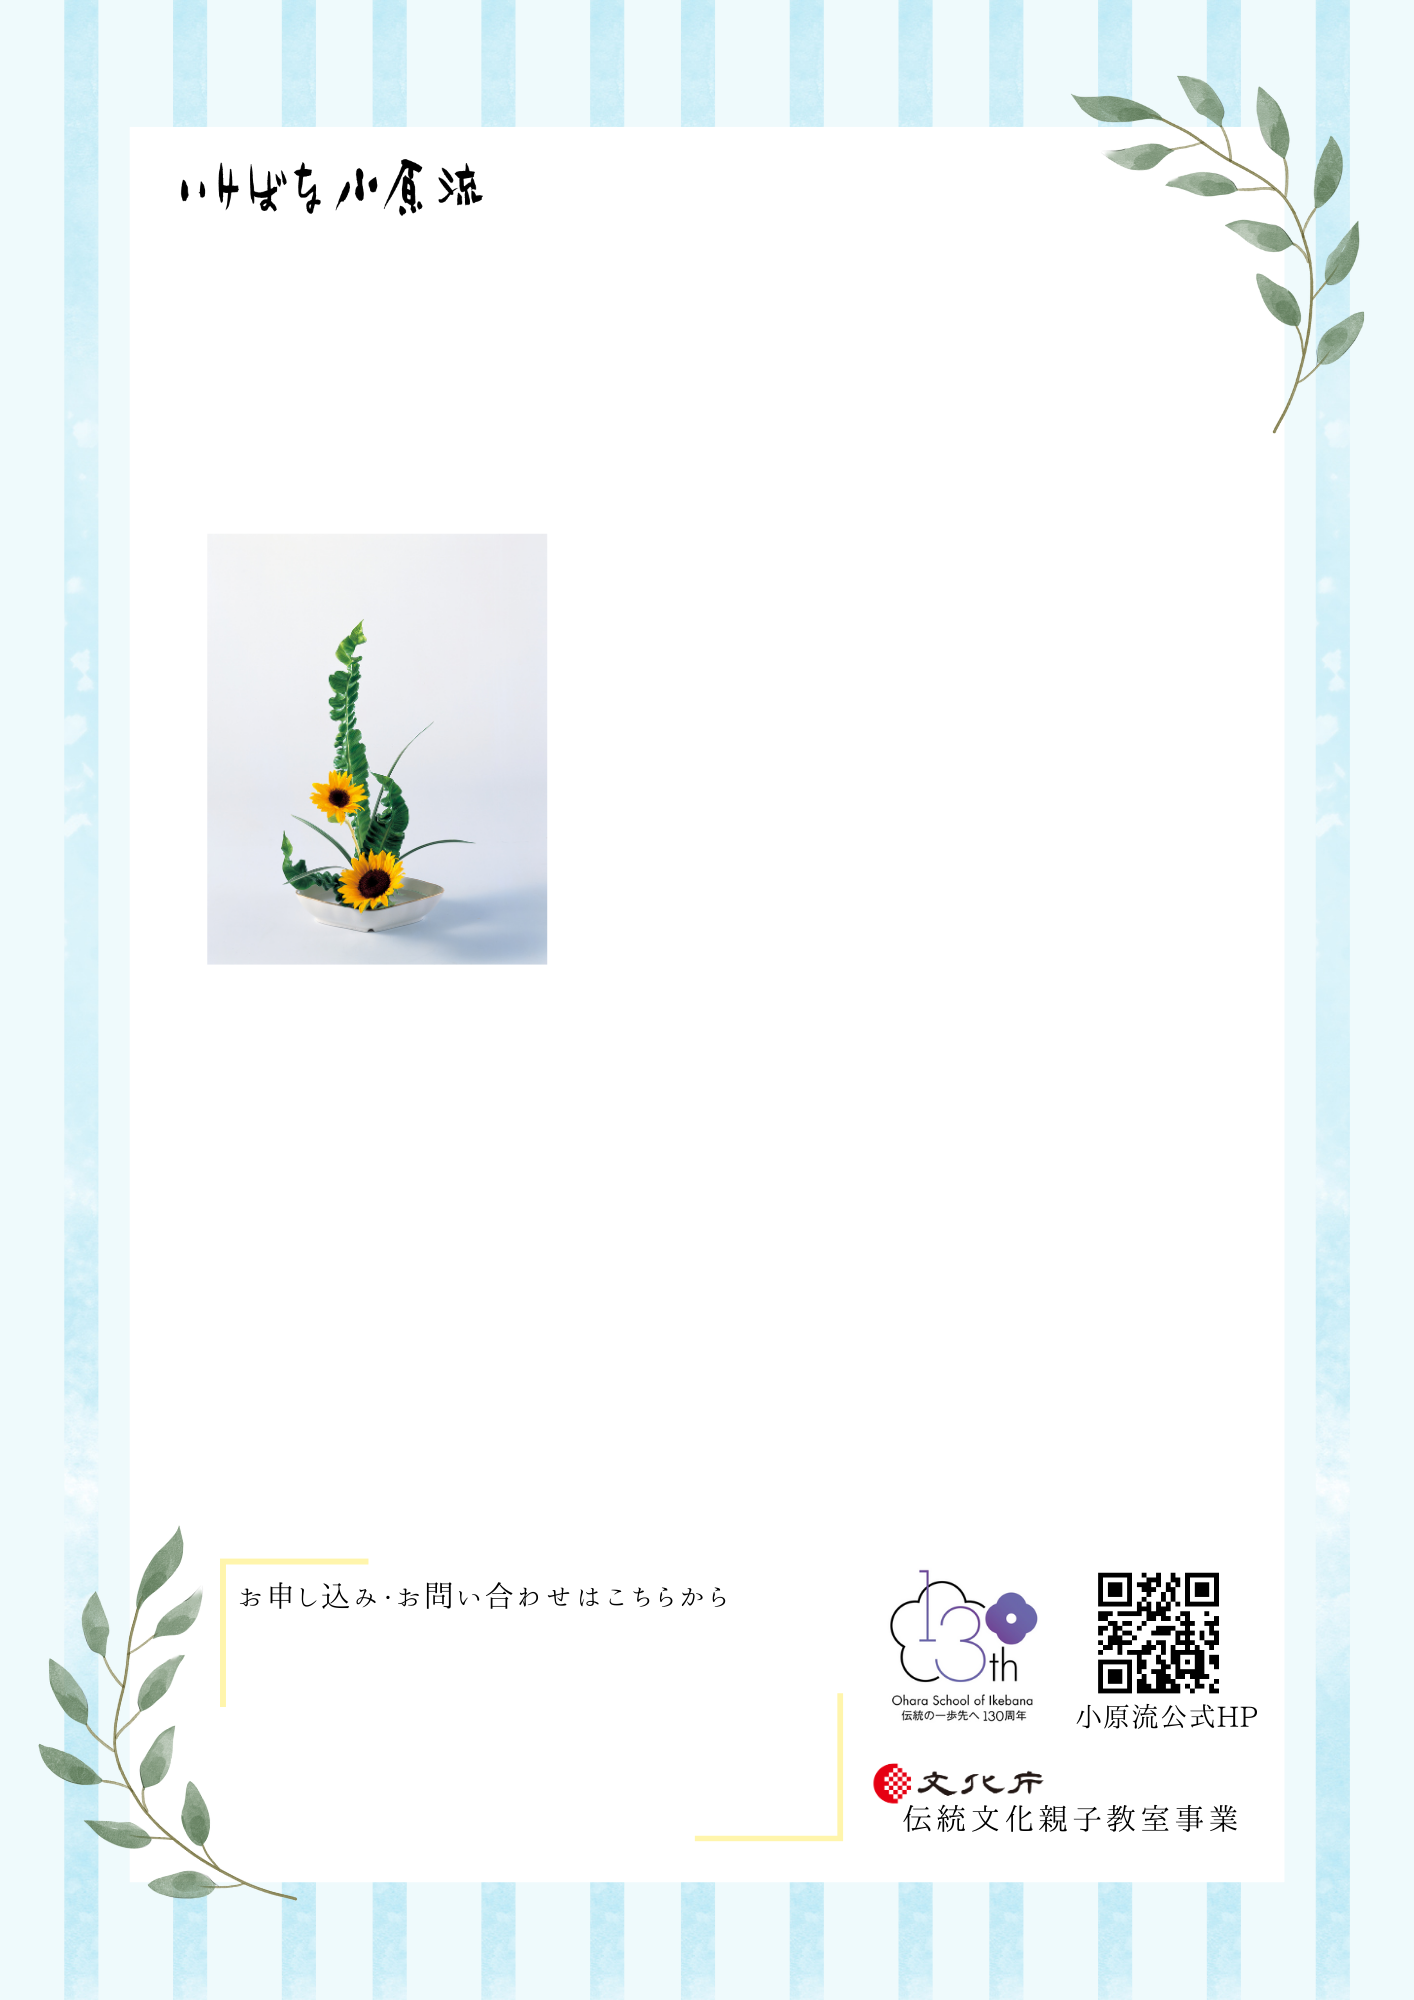 いけばな小原流
お申し込み・お問い合わせはこちらから
130th
Ohara School of Ikebana
伝統の一歩先へ 130周年
小原流公式HP
文化庁
伝統文化親子教室事業